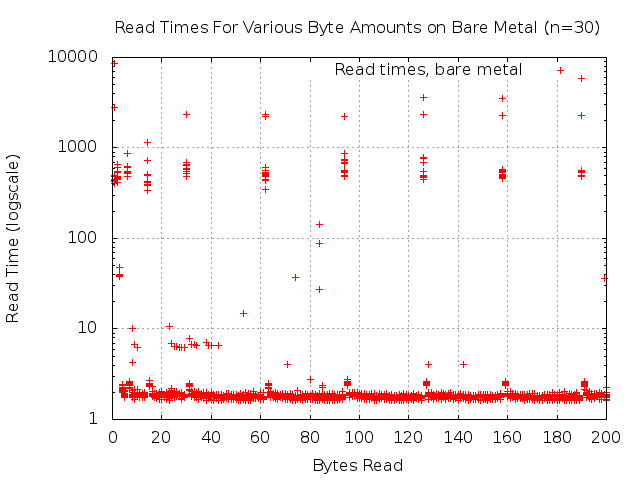 Read Times For Various Byte Amounts on Bare Metal (n=30)
Read times, bare metal
Read Time (logscale)
10000
1000
100
10
1
0 20 40 60 80 100 120 140 160 180 200
Bytes Read